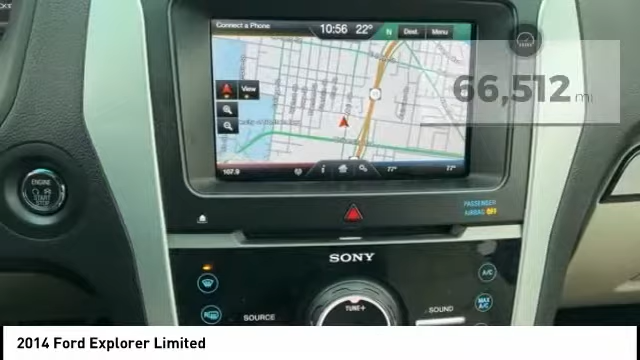 Connect a Phone
10:56 22°
N
Dest.
Menu
66,512 mi
View
107.9
77°
77°
ENGINE
START
STOP
PASSENGER
AIRBAG OFF
SONY
TUNE+
SOURCE
SOUND
A/C
MAX
A/C
2014 Ford Explorer Limited